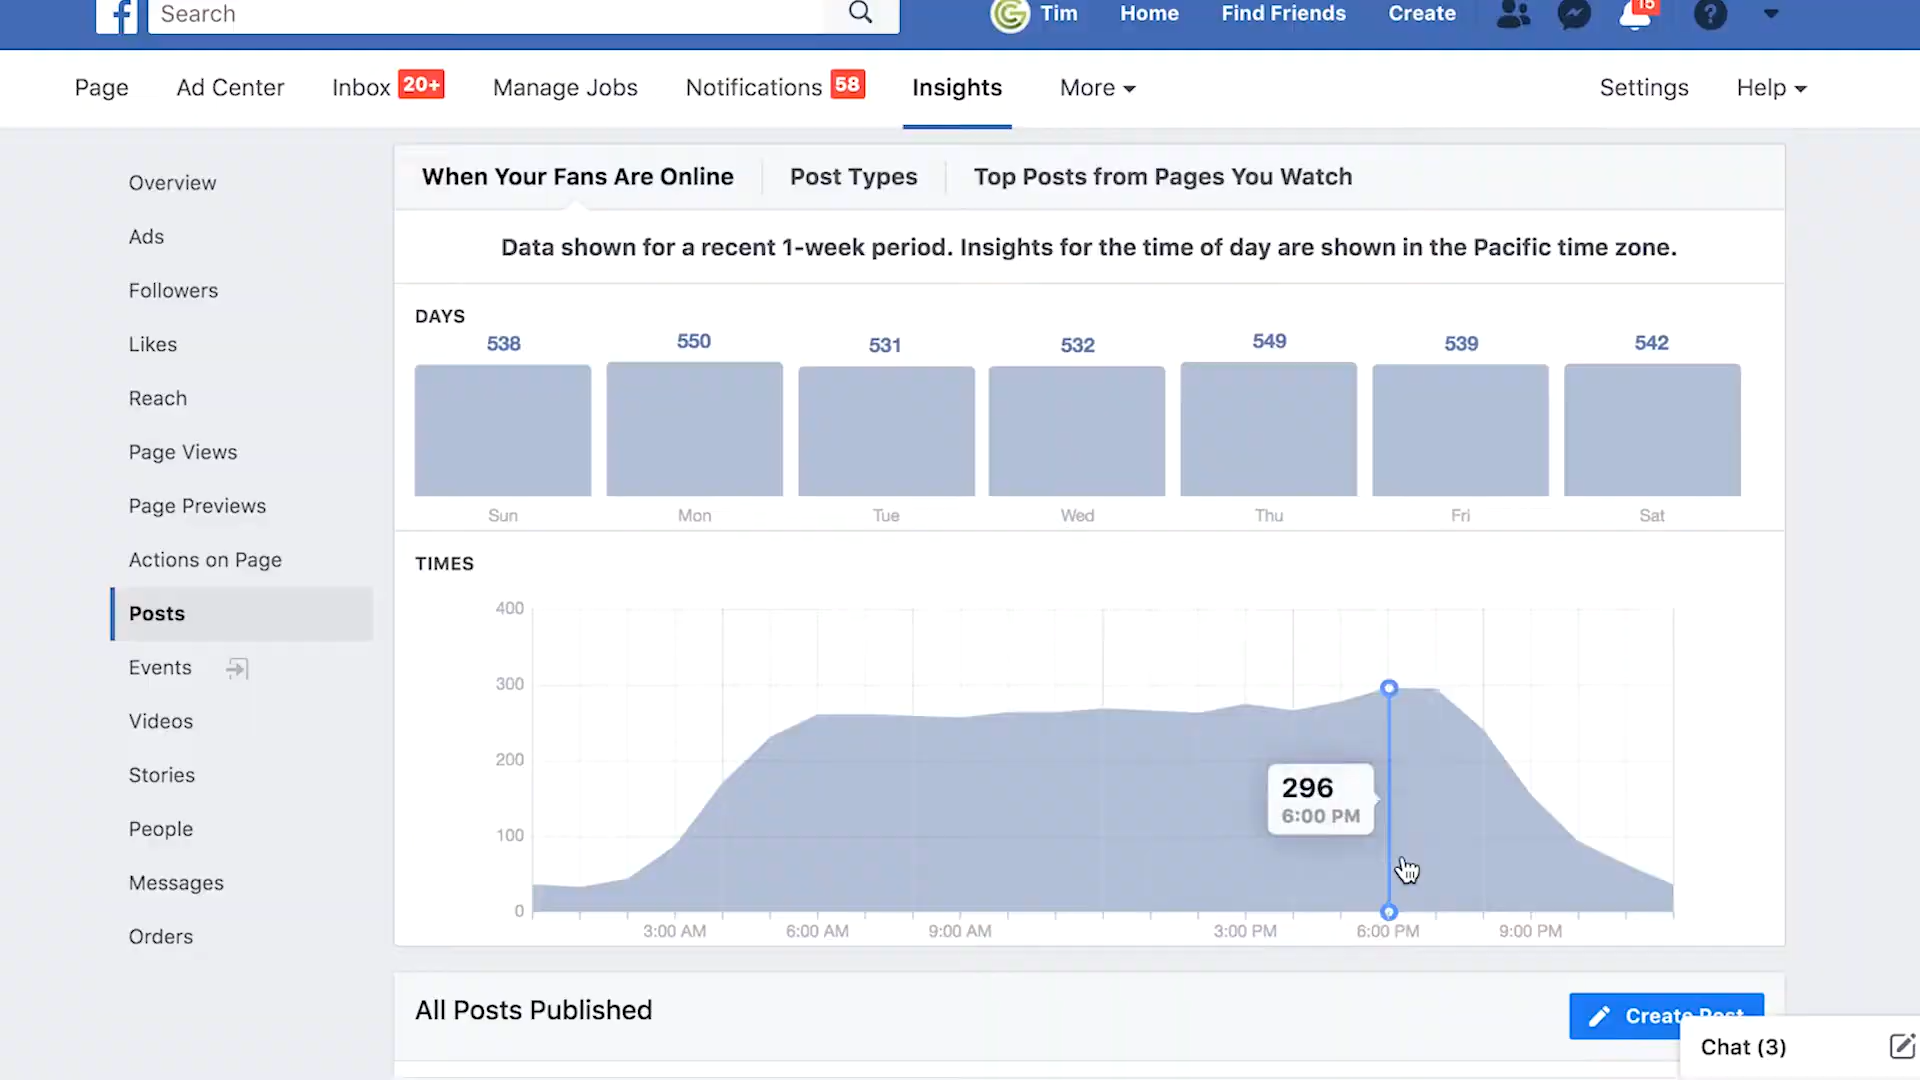 Search
Tim Home Find Friends Create 15
Page Ad Center Inbox 20+ Manage Jobs Notifications 58 Insights More Settings Help
Overview
Ads
Followers
Likes
Reach
Page Views
Page Previews
Actions on Page
Posts
Events
Videos
Stories
People
Messages
Orders
When Your Fans Are Online Post Types Top Posts from Pages You Watch
Data shown for a recent 1-week period. Insights for the time of day are shown in the Pacific time zone.
DAYS
538 550 531 532 549 539 542
Sun Mon Tue Wed Thu Fri Sat
TIMES
400
300
200
100
0
296
6:00 PM
3:00 AM 6:00 AM 9:00 AM 3:00 PM 6:00 PM 9:00 PM
All Posts Published
Create Post
Chat (3)